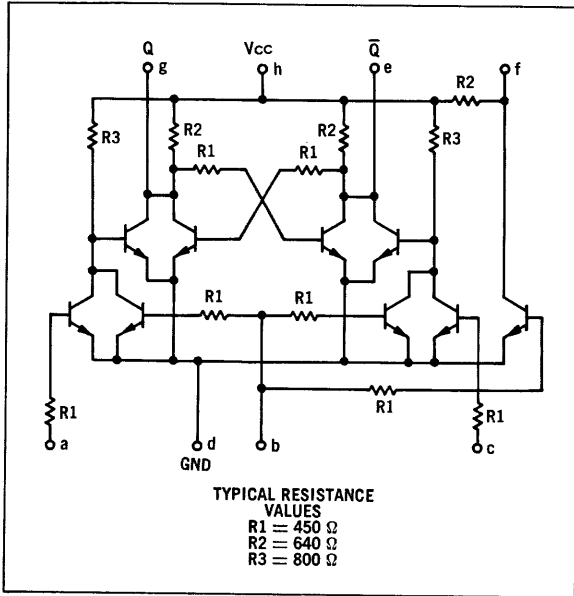 Q VCC Q̅
g h e f
R2
R3 R2 R2 R3
R1 R1
R1 R1
R1 R1 R1
a d b c
GND
TYPICAL RESISTANCE
VALUES
R1 = 450 Ω
R2 = 640 Ω
R3 = 800 Ω